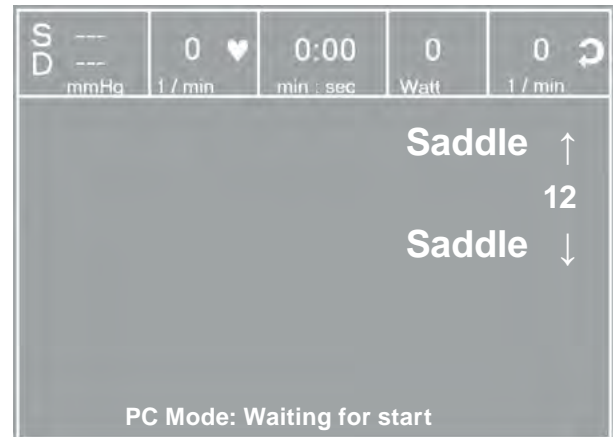 S --- 0 ♥ 0:00 0 0
D --- mmHg 1 / min min : sec Watt 1 / min
Saddle ↑
12
Saddle ↓
PC Mode: Waiting for start